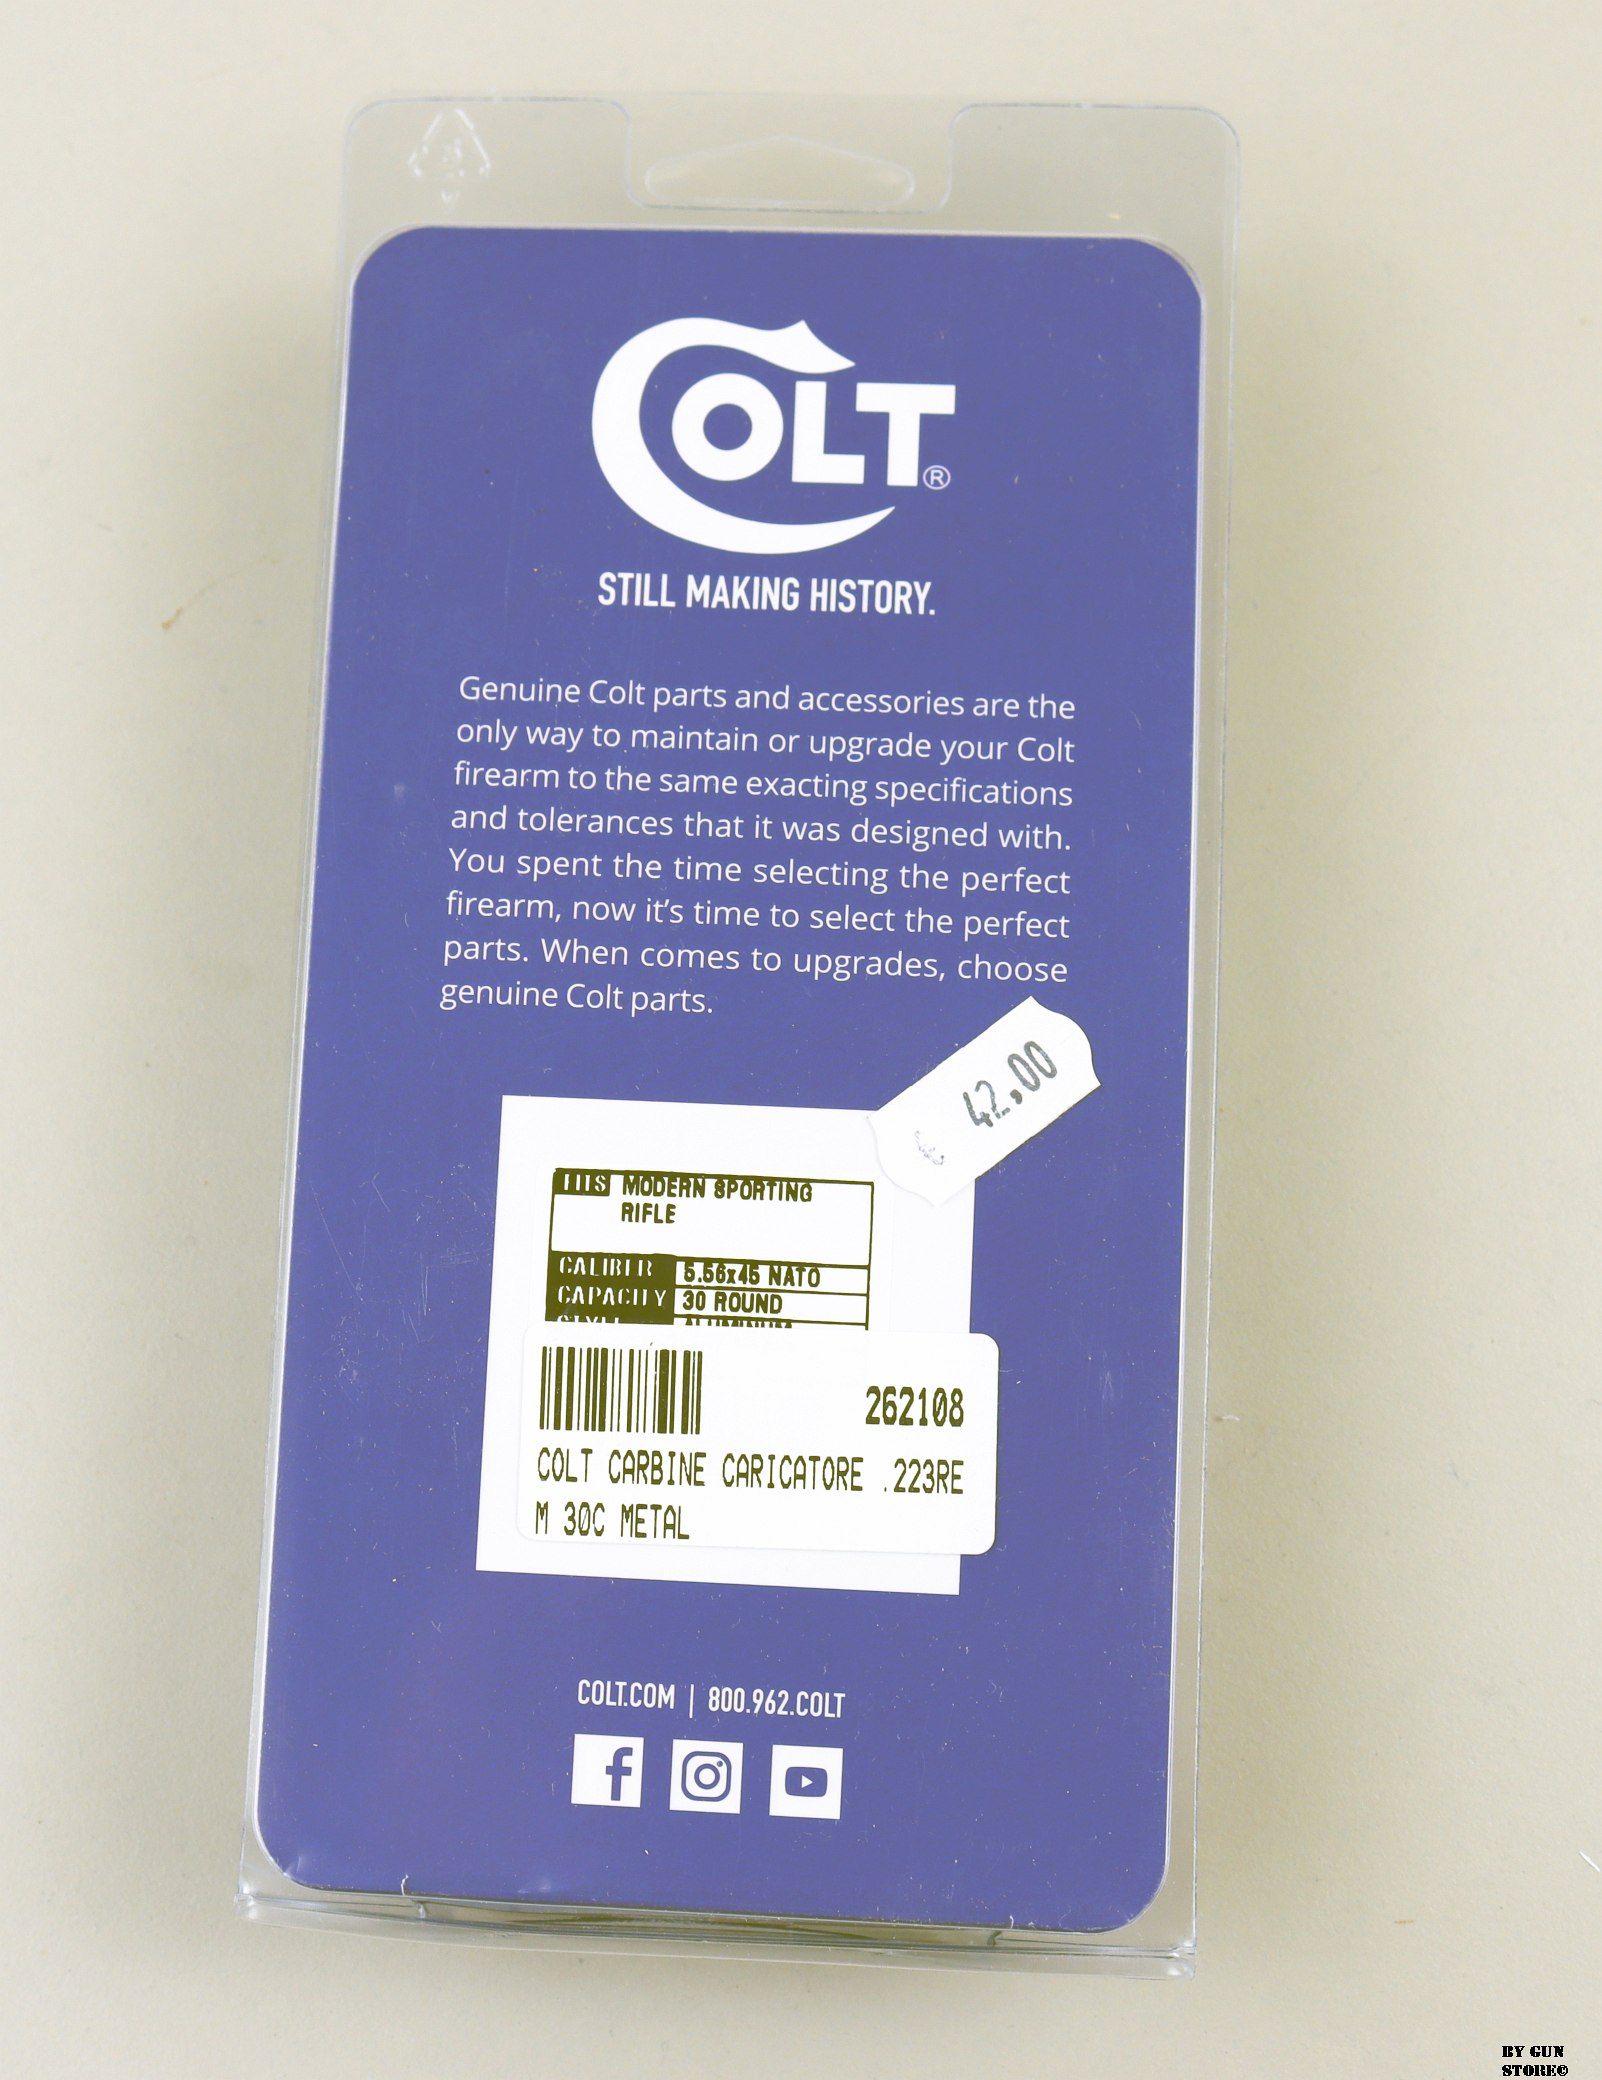 COLT®
STILL MAKING HISTORY.
Genuine Colt parts and accessories are the
only way to maintain or upgrade your Colt
firearm to the same exacting specifications
and tolerances that it was designed with.
You spent the time selecting the perfect
firearm, now it's time to select the perfect
parts. When comes to upgrades, choose
genuine Colt parts.
€ 42,00
FITS MODERN SPORTING
RIFLE
CALIBER 5.56x45 NATO
CAPACITY 30 ROUND
STYLE ALUMINUM
262108
COLT CARBINE CARICATORE .223RE
M 30C METAL
COLT.COM | 800.962.COLT
BY GUN
STORE©